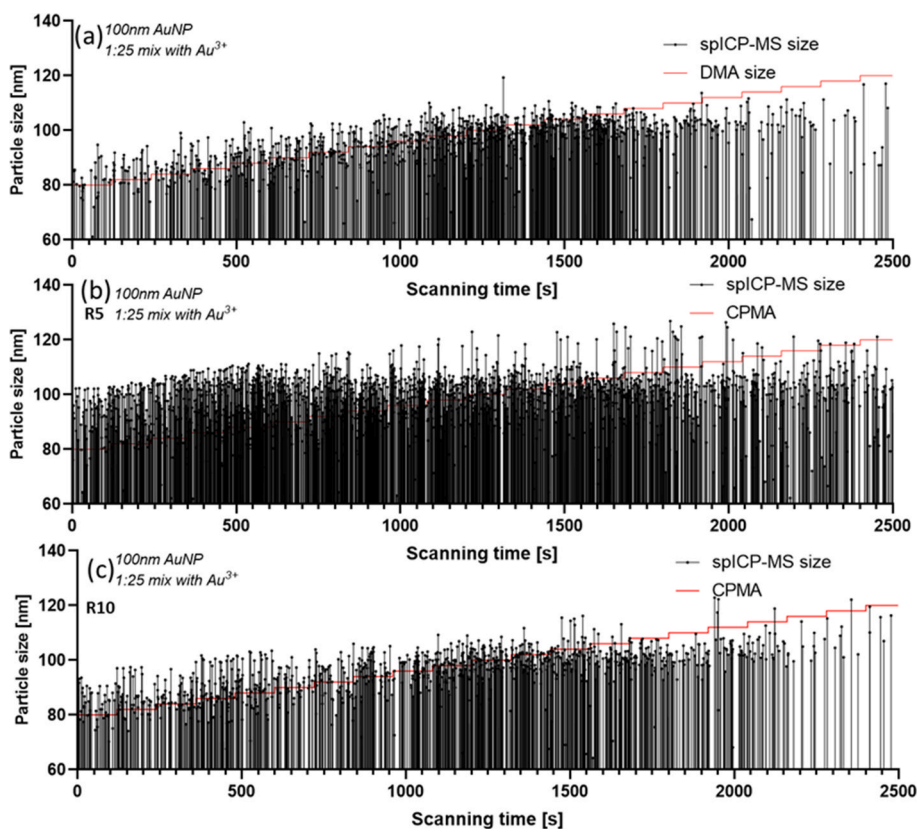 (a) 100nm AuNP
1:25 mix with Au³⁺
spICP-MS size
DMA size
Particle size [nm]
140
120
100
80
60
0 500 1000 1500 2000 2500
Scanning time [s]
(b) 100nm AuNP
R5 1:25 mix with Au³⁺
spICP-MS size
CPMA
Particle size [nm]
140
120
100
80
60
0 500 1000 1500 2000 2500
Scanning time [s]
(c) 100nm AuNP
1:25 mix with Au³⁺
R10
spICP-MS size
CPMA
Particle size [nm]
140
120
100
80
60
0 500 1000 1500 2000 2500
Scanning time [s]